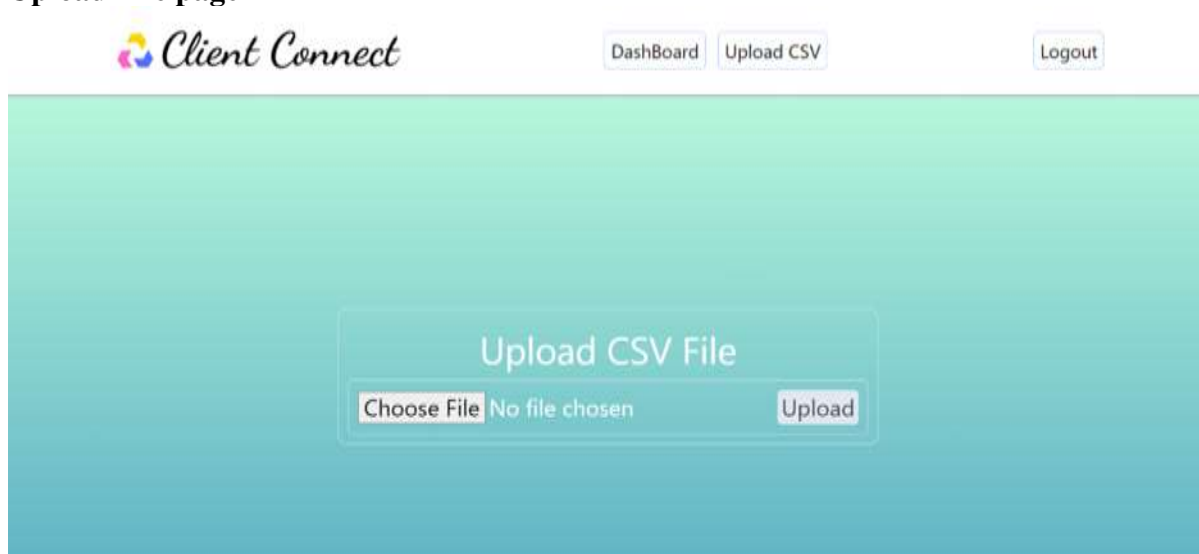 Client Connect
DashBoard Upload CSV
Logout
Upload CSV File
Choose File No file chosen Upload